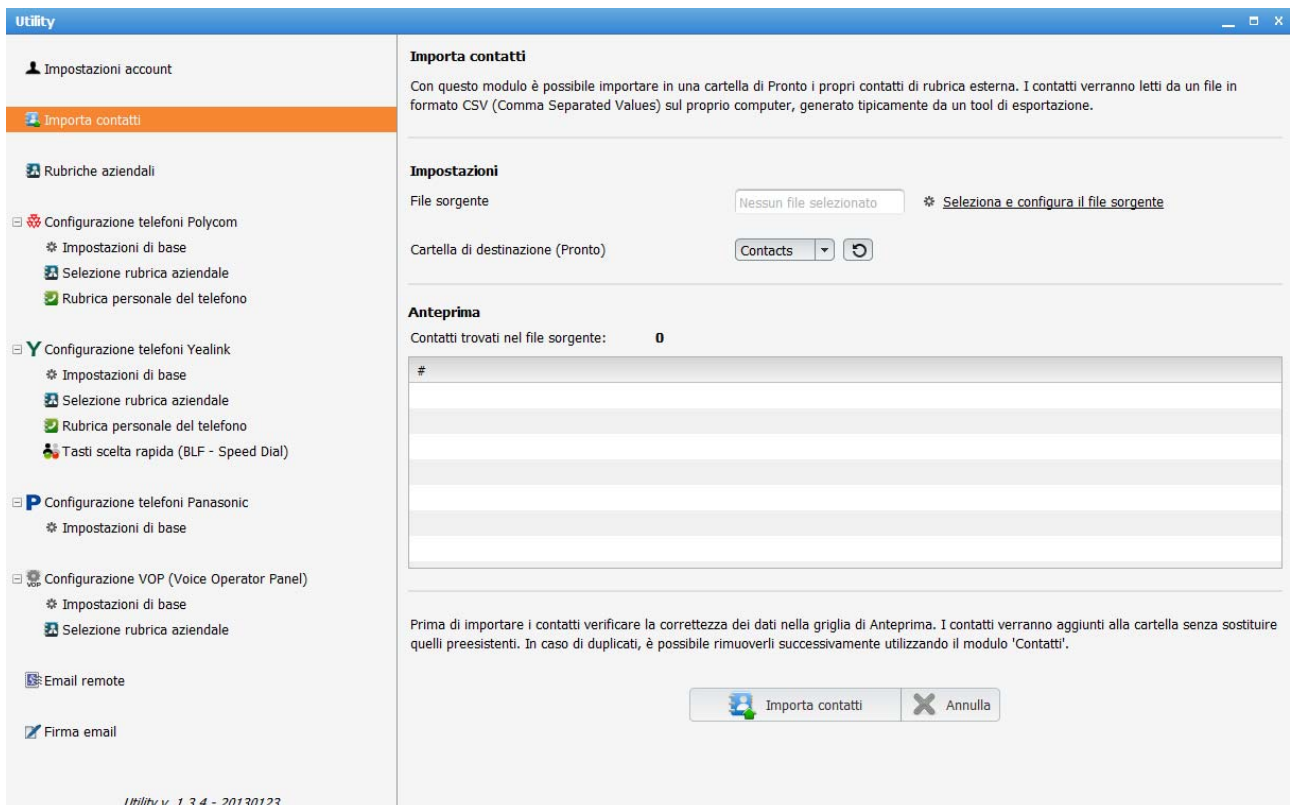 Utility
Impostazioni account
Importa contatti
Rubriche aziendali
Configurazione telefoni Polycom
Impostazioni di base
Selezione rubrica aziendale
Rubrica personale del telefono
Configurazione telefoni Yealink
Impostazioni di base
Selezione rubrica aziendale
Rubrica personale del telefono
Tasti scelta rapida (BLF - Speed Dial)
Configurazione telefoni Panasonic
Impostazioni di base
Configurazione VOP (Voice Operator Panel)
Impostazioni di base
Selezione rubrica aziendale
Email remote
Firma email
Utility v. 1.3.4 - 20130123
Importa contatti
Con questo modulo è possibile importare in una cartella di Pronto i propri contatti di rubrica esterna. I contatti verranno letti da un file in
formato CSV (Comma Separated Values) sul proprio computer, generato tipicamente da un tool di esportazione.
Impostazioni
File sorgente Nessun file selezionato Seleziona e configura il file sorgente
Cartella di destinazione (Pronto) Contacts
Anteprima
Contatti trovati nel file sorgente: 0
#
Prima di importare i contatti verificare la correttezza dei dati nella griglia di Anteprima. I contatti verranno aggiunti alla cartella senza sostituire
quelli preesistenti. In caso di duplicati, è possibile rimuoverli successivamente utilizzando il modulo 'Contatti'.
Importa contatti Annulla